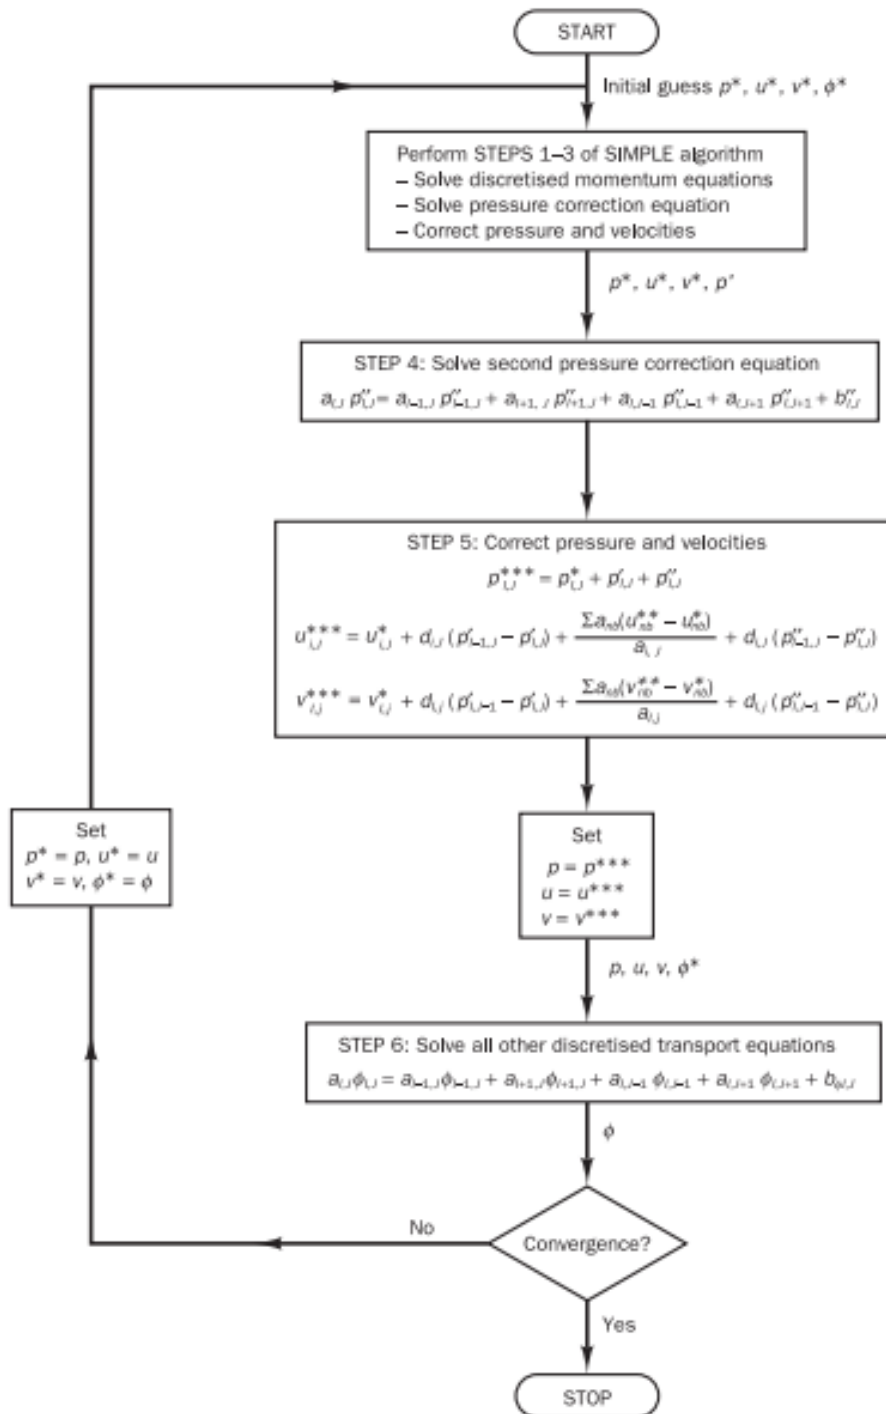 START
Initial guess p*, u*, v*, ϕ*
Perform STEPS 1–3 of SIMPLE algorithm
– Solve discretised momentum equations
– Solve pressure correction equation
– Correct pressure and velocities
p*, u*, v*, p′
STEP 4: Solve second pressure correction equation
a_{I,J} p″_{I,J} = a_{I–1,J} p″_{I–1,J} + a_{I+1,J} p″_{I+1,J} + a_{I,J–1} p″_{I,J–1} + a_{I,J+1} p″_{I,J+1} + b″_{I,J}
STEP 5: Correct pressure and velocities
p***_{I,J} = p*_{I,J} + p′_{I,J} + p″_{I,J}
u***_{i,J} = u*_{i,J} + d_{i,J} (p′_{I–1,J} – p′_{I,J}) + Σa_{nb}(u**_{nb} – u*_{nb}) / a_{i,J} + d_{i,J} (p″_{I–1,J} – p″_{I,J})
v***_{I,j} = v*_{I,j} + d_{I,j} (p′_{I,J–1} – p′_{I,J}) + Σa_{nb}(v**_{nb} – v*_{nb}) / a_{I,j} + d_{I,j} (p″_{I,J–1} – p″_{I,J})
Set
p* = p, u* = u
v* = v, ϕ* = ϕ
Set
p = p***
u = u***
v = v***
p, u, v, ϕ*
STEP 6: Solve all other discretised transport equations
a_{I,J} ϕ_{I,J} = a_{I–1,J} ϕ_{I–1,J} + a_{I+1,J} ϕ_{I+1,J} + a_{I,J–1} ϕ_{I,J–1} + a_{I,J+1} ϕ_{I,J+1} + b_{ϕI,J}
ϕ
No
Convergence?
Yes
STOP